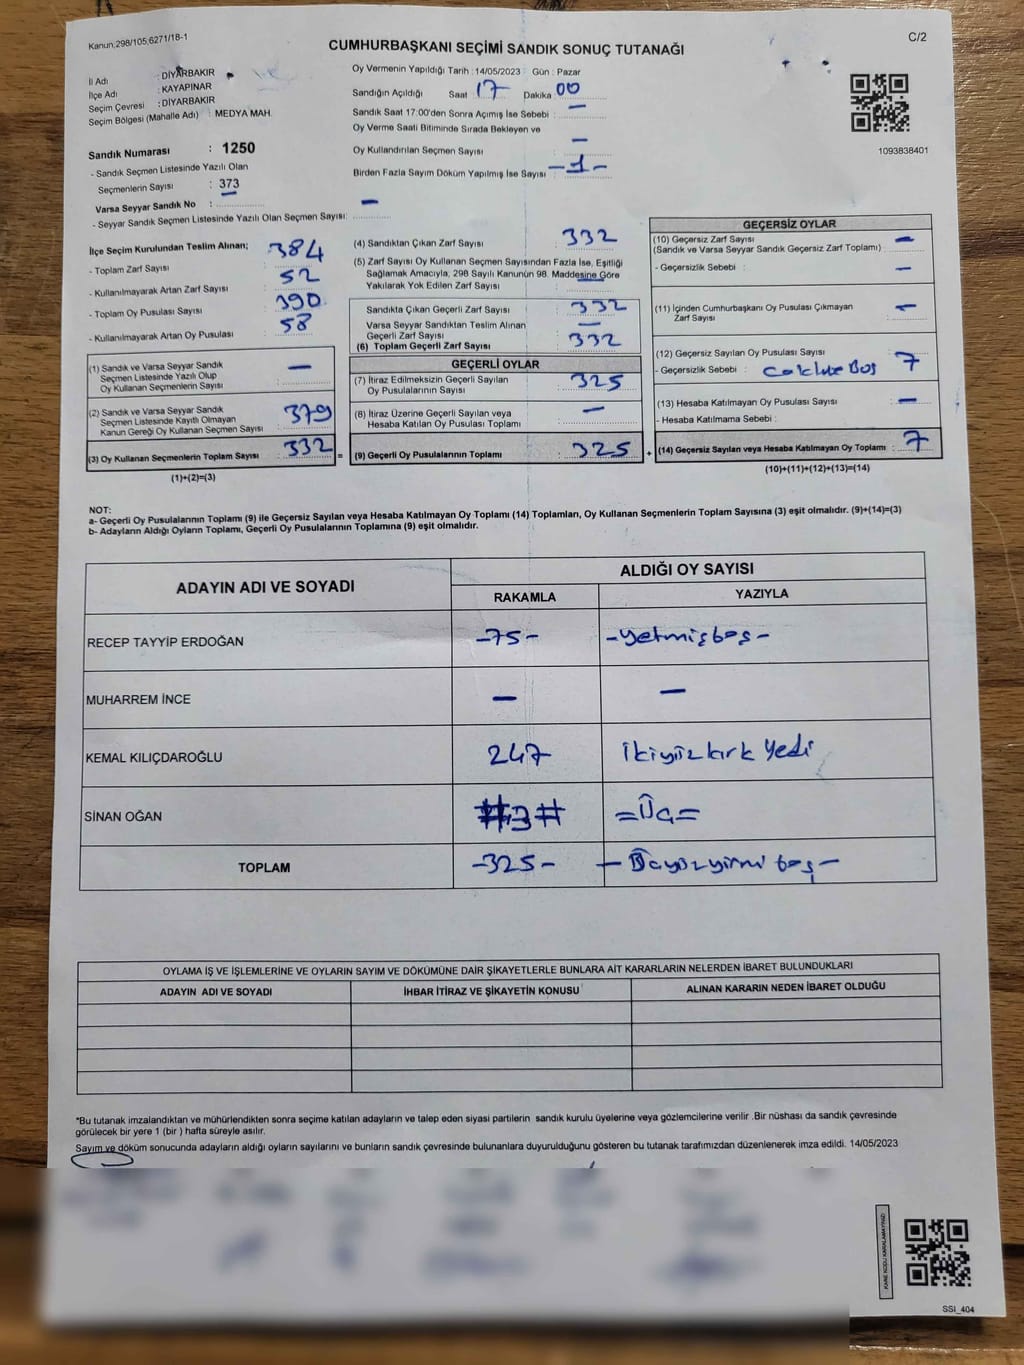 Kanun:298/105,6271/18-1
C/2
CUMHURBAŞKANI SEÇİMİ SANDIK SONUÇ TUTANAĞI
İl Adı : DİYARBAKIR
İlçe Adı : KAYAPINAR
Seçim Çevresi : DİYARBAKIR
Seçim Bölgesi (Mahalle Adı) : MEDYA MAH.
Sandık Numarası : 1250
- Sandık Seçmen Listesinde Yazılı Olan
Seçmenlerin Sayısı : 373
Varsa Seyyar Sandık No : —
- Seyyar Sandık Seçmen Listesinde Yazılı Olan Seçmen Sayısı:
Oy Vermenin Yapıldığı Tarih : 14/05/2023 Gün : Pazar
Sandığın Açıldığı Saat 17 Dakika 00
Sandık Saat 17:00'den Sonra Açımış İse Sebebi : —
Oy Verme Saati Bitiminde Sırada Bekleyen ve
Oy Kullandırılan Seçmen Sayısı : —
Birden Fazla Sayım Döküm Yapılmış İse Sayısı : -1-
1093838401
İlçe Seçim Kurulundan Teslim Alınan;
- Toplam Zarf Sayısı : 384
- Kullanılmayarak Artan Zarf Sayısı : 52
- Toplam Oy Pusulası Sayısı : 390
- Kullanılmayarak Artan Oy Pusulası : 58
(1) Sandık ve Varsa Seyyar Sandık
Seçmen Listesinde Yazılı Olup
Oy Kullanan Seçmenlerin Sayısı : —
(2) Sandık ve Varsa Seyyar Sandık
Seçmen Listesinde Kayıtlı Olmayan
Kanun Gereği Oy Kullanan Seçmen Sayısı : 379
(3) Oy Kullanan Seçmenlerin Toplam Sayısı : 332
(1)+(2)=(3)
=
(4) Sandıktan Çıkan Zarf Sayısı : 332
(5) Zarf Sayısı Oy Kullanan Seçmen Sayısından Fazla İse, Eşitliği
Sağlamak Amacıyla, 298 Sayılı Kanunun 98. Maddesine Göre
Yakılarak Yok Edilen Zarf Sayısı : —
Sandıkta Çıkan Geçerli Zarf Sayısı : 332
Varsa Seyyar Sandıktan Teslim Alınan
Geçerli Zarf Sayısı : —
(6) Toplam Geçerli Zarf Sayısı : 332
GEÇERLİ OYLAR
(7) İtiraz Edilmeksizin Geçerli Sayılan
Oy Pusulalarının Sayısı : 325
(8) İtiraz Üzerine Geçerli Sayılan veya
Hesaba Katılan Oy Pusulası Toplamı : —
(9) Geçerli Oy Pusulalarının Toplamı : 325
+
GEÇERSİZ OYLAR
(10) Geçersiz Zarf Sayısı : —
(Sandık ve Varsa Seyyar Sandık Geçersiz Zarf Toplamı)
- Geçersizlik Sebebi : —
(11) İçinden Cumhurbaşkanı Oy Pusulası Çıkmayan
Zarf Sayısı : —
(12) Geçersiz Sayılan Oy Pusulası Sayısı : 7
- Geçersizlik Sebebi : Boş
(13) Hesaba Katılmayan Oy Pusulası Sayısı : —
- Hesaba Katılmama Sebebi :
(14) Geçersiz Sayılan veya Hesaba Katılmayan Oy Toplamı : 7
(10)+(11)+(12)+(13)=(14)
NOT:
a- Geçerli Oy Pusulalarının Toplamı (9) ile Geçersiz Sayılan veya Hesaba Katılmayan Oy Toplamı (14) Toplamları, Oy Kullanan Seçmenlerin Toplam Sayısına (3) eşit olmalıdır. (9)+(14)=(3)
b- Adayların Aldığı Oyların Toplamı, Geçerli Oy Pusulalarının Toplamına (9) eşit olmalıdır.
ADAYIN ADI VE SOYADI
ALDIĞI OY SAYISI
RAKAMLA YAZIYLA
RECEP TAYYİP ERDOĞAN -75- -yetmişbeş-
MUHARREM İNCE — —
KEMAL KILIÇDAROĞLU 247 ikiyüzkırk yedi
SİNAN OĞAN #3# =Üç=
TOPLAM -325- - Üçyüzyirmi beş -
OYLAMA İŞ VE İŞLEMLERİNE VE OYLARIN SAYIM VE DÖKÜMÜNE DAİR ŞİKAYETLERLE BUNLARA AİT KARARLARIN NELERDEN İBARET BULUNDUKLARI
ADAYIN ADI VE SOYADI İHBAR İTİRAZ VE ŞİKAYETİN KONUSU ALINAN KARARIN NEDEN İBARET OLDUĞU
*Bu tutanak imzalandıktan ve mühürlendikten sonra seçime katılan adayların ve talep eden siyasi partilerin sandık kurulu üyelerine veya gözlemcilerine verilir .Bir nüshası da sandık çevresinde
görülecek bir yere 1 (bir ) hafta süreyle asılır.
Sayım ve döküm sonucunda adayların aldığı oyların sayılarını ve bunların sandık çevresinde bulunanlara duyurulduğunu gösteren bu tutanak tarafımızdan düzenlenerek imza edildi. 14/05/2023
SSI_404